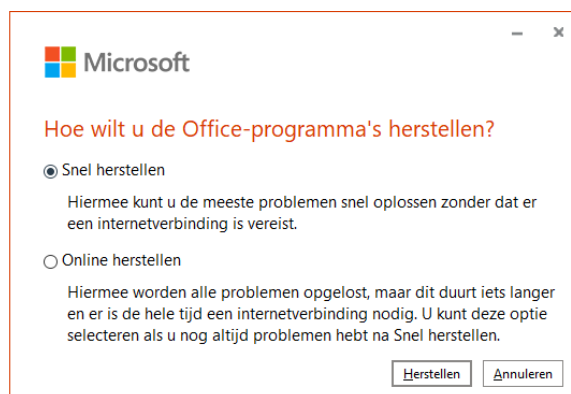 Microsoft
Hoe wilt u de Office-programma's herstellen?
Snel herstellen
Hiermee kunt u de meeste problemen snel oplossen zonder dat er
een internetverbinding is vereist.
Online herstellen
Hiermee worden alle problemen opgelost, maar dit duurt iets langer
en er is de hele tijd een internetverbinding nodig. U kunt deze optie
selecteren als u nog altijd problemen hebt na Snel herstellen.
Herstellen Annuleren